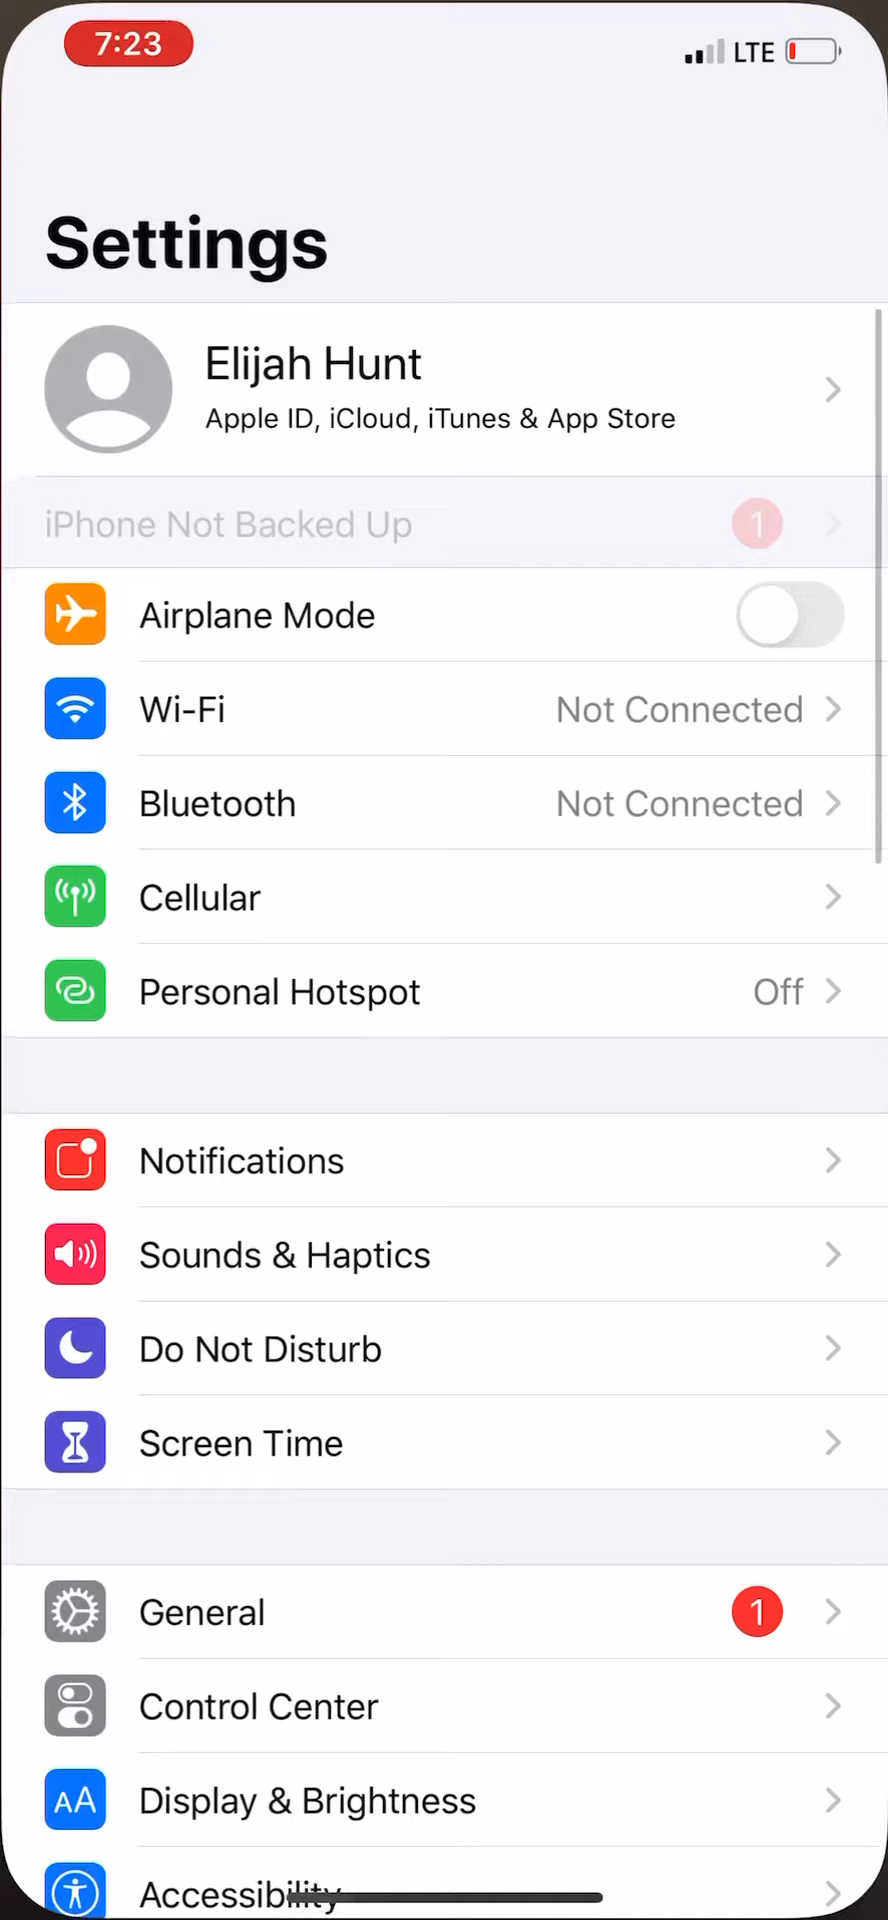 7:23
LTE
Settings
Elijah Hunt
Apple ID, iCloud, iTunes & App Store
iPhone Not Backed Up 1
Airplane Mode
Wi-Fi Not Connected
Bluetooth Not Connected
Cellular
Personal Hotspot Off
Notifications
Sounds & Haptics
Do Not Disturb
Screen Time
General 1
Control Center
AA Display & Brightness
Accessibility